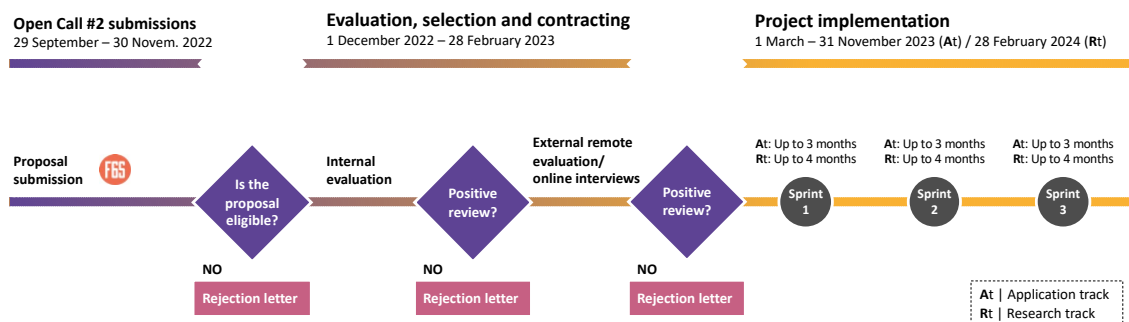 Open Call #2 submissions
29 September – 30 Novem. 2022
Evaluation, selection and contracting
1 December 2022 – 28 February 2023
Project implementation
1 March – 31 November 2023 (At) / 28 February 2024 (Rt)
Proposal
submission
F6S
Is the
proposal
eligible?
Internal
evaluation
Positive
review?
External remote
evaluation/
online interviews
Positive
review?
At: Up to 3 months
Rt: Up to 4 months
At: Up to 3 months
Rt: Up to 4 months
At: Up to 3 months
Rt: Up to 4 months
Sprint
1
Sprint
2
Sprint
3
NO
Rejection letter
NO
Rejection letter
NO
Rejection letter
At | Application track
Rt | Research track